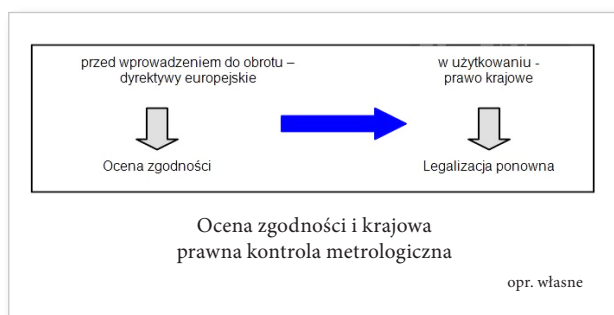 przed wprowadzeniem do obrotu –
dyrektywy europejskie
w użytkowaniu -
prawo krajowe
Ocena zgodności
Legalizacja ponowna
Ocena zgodności i krajowa
prawna kontrola metrologiczna
opr. własne